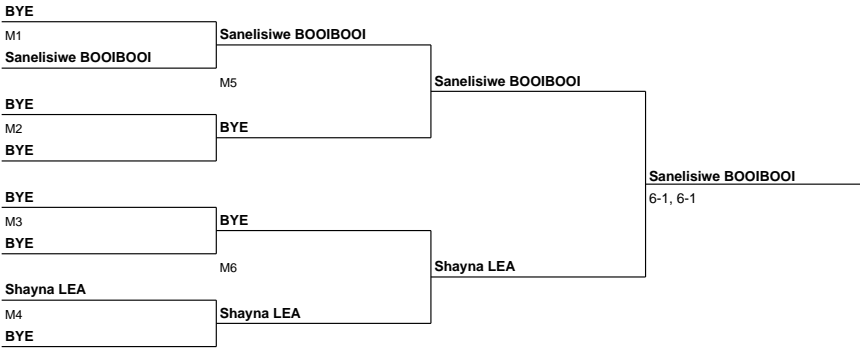 BYE
M1
Sanelisiwe BOOIBOOI
BYE
M2
BYE
BYE
M3
BYE
Shayna LEA
M4
BYE
Sanelisiwe BOOIBOOI
M5
BYE
BYE
M6
Shayna LEA
Sanelisiwe BOOIBOOI
Shayna LEA
Sanelisiwe BOOIBOOI
6-1, 6-1